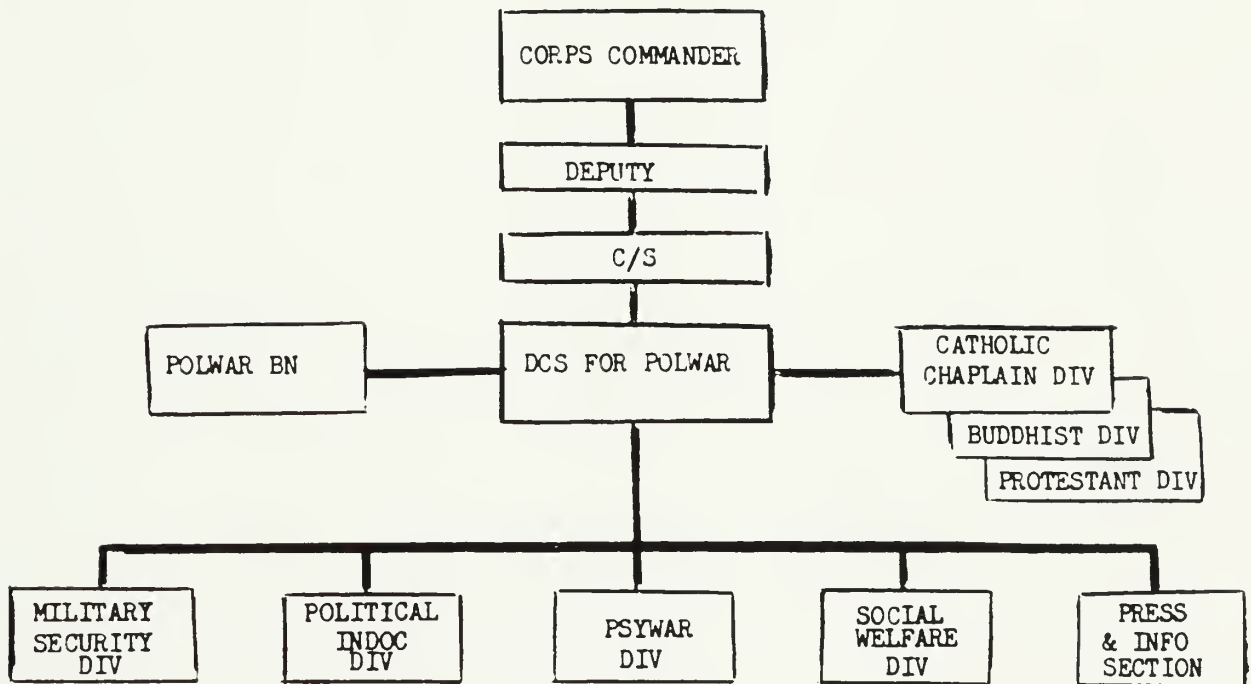 CORPS COMMANDER
DEPUTY
C/S
POLWAR BN
DCS FOR POLWAR
CATHOLIC
CHAPLAIN DIV
BUDDHIST DIV
PROTESTANT DIV
MILITARY
SECURITY
DIV
POLITICAL
INDOC
DIV
PSYWAR
DIV
SOCIAL
WELFARE
DIV
PRESS
& INFO
SECTION